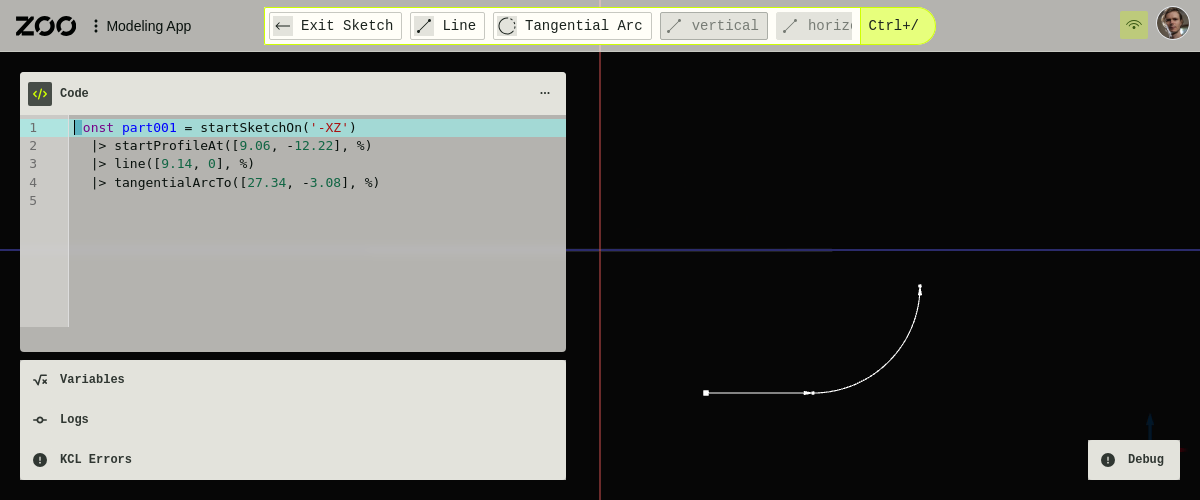 ZOO
Modeling App
Exit Sketch
Line
Tangential Arc
vertical
horiz
Ctrl+/
Code
1 onst part001 = startSketchOn('-XZ')
2 |> startProfileAt([9.06, -12.22], %)
3 |> line([9.14, 0], %)
4 |> tangentialArcTo([27.34, -3.08], %)
5
Variables
Logs
KCL Errors
Debug